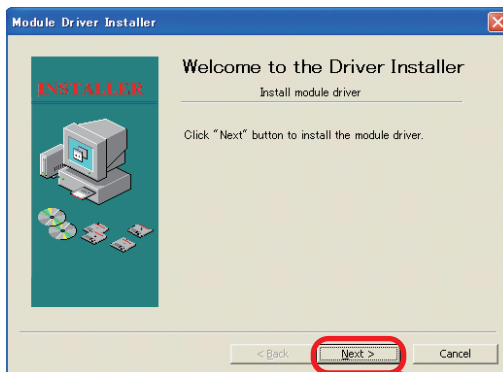 Module Driver Installer
INSTALLER
Welcome to the Driver Installer
Install module driver
Click "Next" button to install the module driver.
< Back
Next >
Cancel